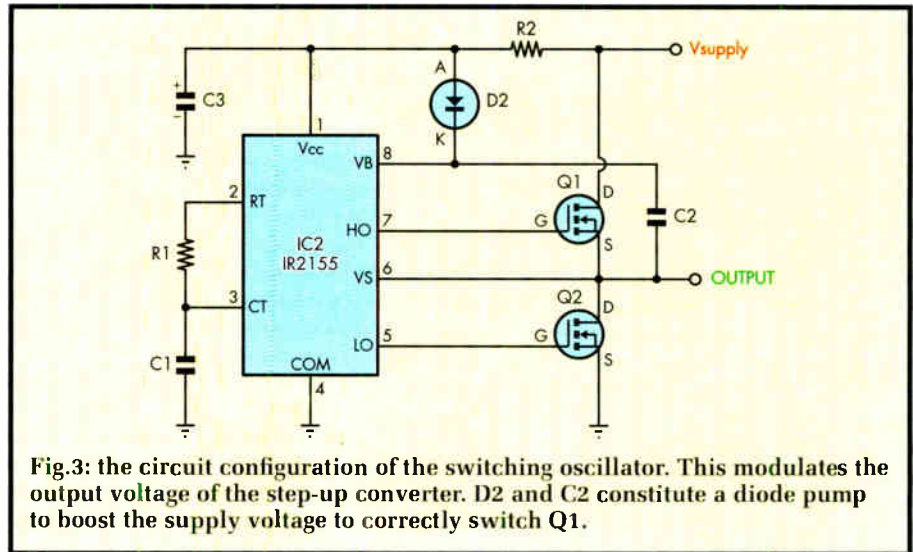 R2
Vsupply
A
D2
K
+
C3
−
1
Vcc
VB
8
2
RT
Q1
D
G
S
C2
HO
7
R1
IC2
IR2155
VS
6
OUTPUT
3
CT
Q2
D
G
S
LO
5
C1
COM
4
Fig.3: the circuit configuration of the switching oscillator. This modulates the
output voltage of the step-up converter. D2 and C2 constitute a diode pump
to boost the supply voltage to correctly switch Q1.